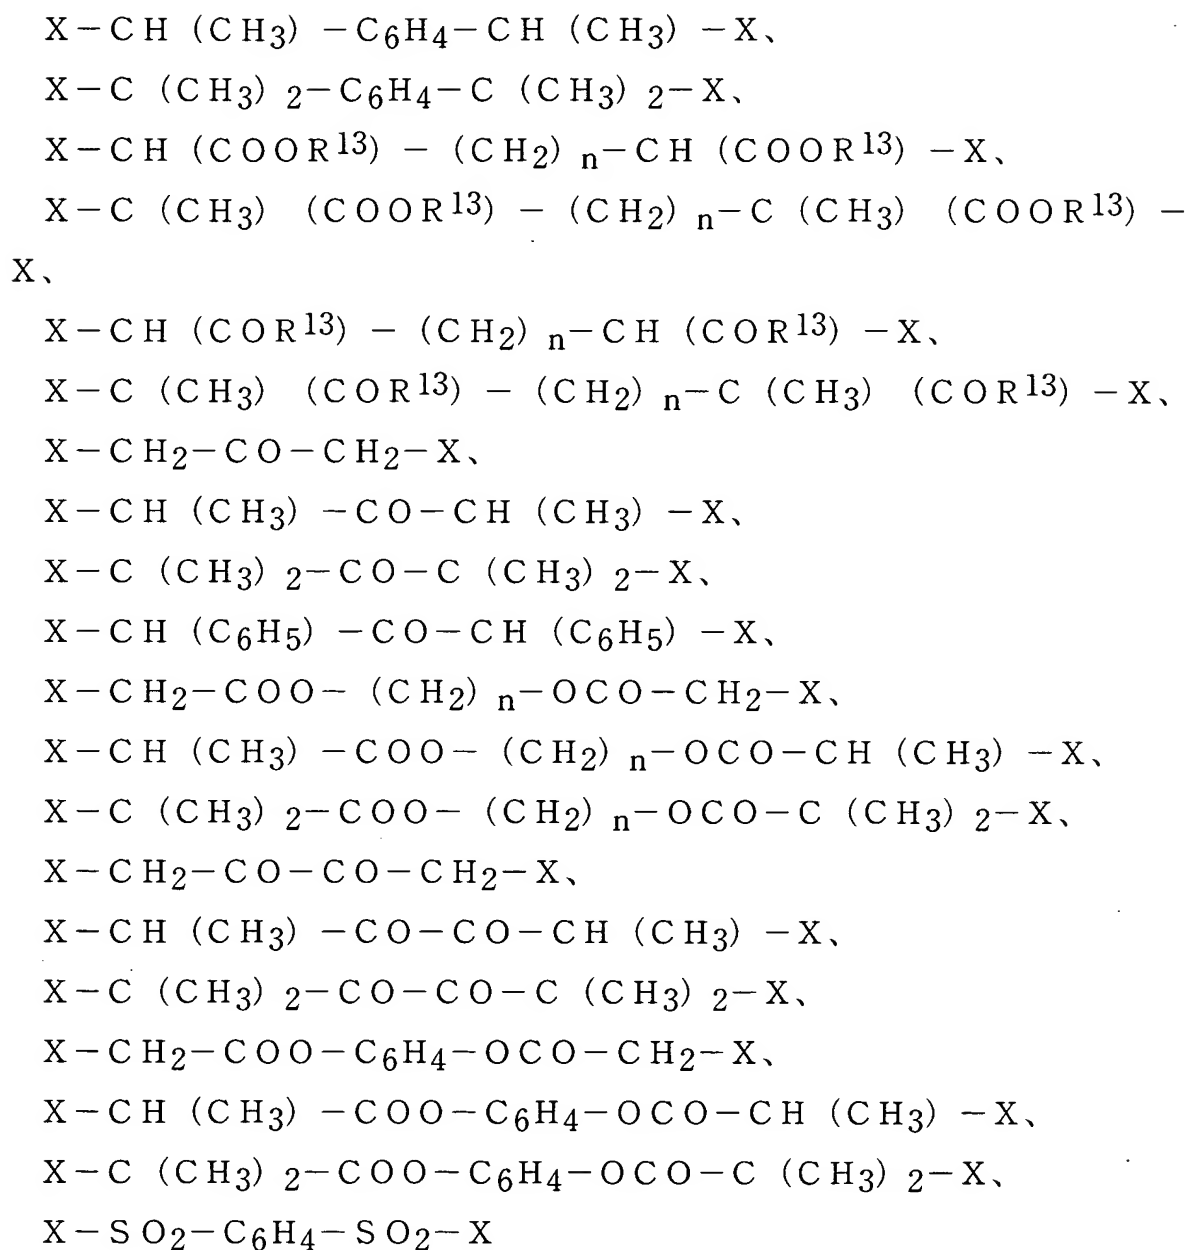 X-CH(CH₃)-C₆H₄-CH(CH₃)-X、
X-C(CH₃)₂-C₆H₄-C(CH₃)₂-X、
X-CH(COOR¹³)-(CH₂)ₙ-CH(COOR¹³)-X、
X-C(CH₃)(COOR¹³)-(CH₂)ₙ-C(CH₃)(COOR¹³)-
X、
X-CH(COR¹³)-(CH₂)ₙ-CH(COR¹³)-X、
X-C(CH₃)(COR¹³)-(CH₂)ₙ-C(CH₃)(COR¹³)-X、
X-CH₂-CO-CH₂-X、
X-CH(CH₃)-CO-CH(CH₃)-X、
X-C(CH₃)₂-CO-C(CH₃)₂-X、
X-CH(C₆H₅)-CO-CH(C₆H₅)-X、
X-CH₂-COO-(CH₂)ₙ-OCO-CH₂-X、
X-CH(CH₃)-COO-(CH₂)ₙ-OCO-CH(CH₃)-X、
X-C(CH₃)₂-COO-(CH₂)ₙ-OCO-C(CH₃)₂-X、
X-CH₂-CO-CO-CH₂-X、
X-CH(CH₃)-CO-CO-CH(CH₃)-X、
X-C(CH₃)₂-CO-CO-C(CH₃)₂-X、
X-CH₂-COO-C₆H₄-OCO-CH₂-X、
X-CH(CH₃)-COO-C₆H₄-OCO-CH(CH₃)-X、
X-C(CH₃)₂-COO-C₆H₄-OCO-C(CH₃)₂-X、
X-SO₂-C₆H₄-SO₂-X